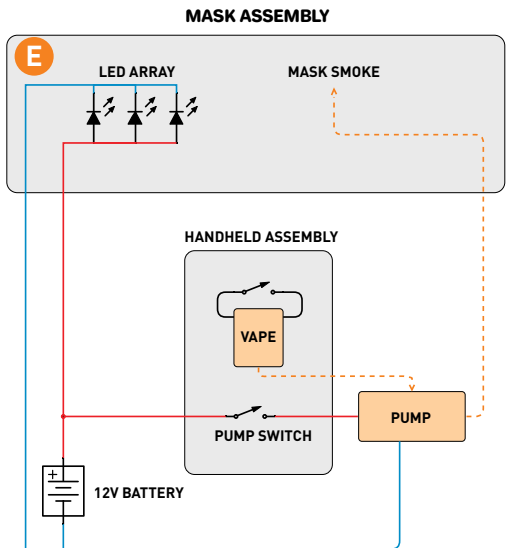 MASK ASSEMBLY
E
LED ARRAY
MASK SMOKE
HANDHELD ASSEMBLY
VAPE
PUMP SWITCH
PUMP
+
12V BATTERY